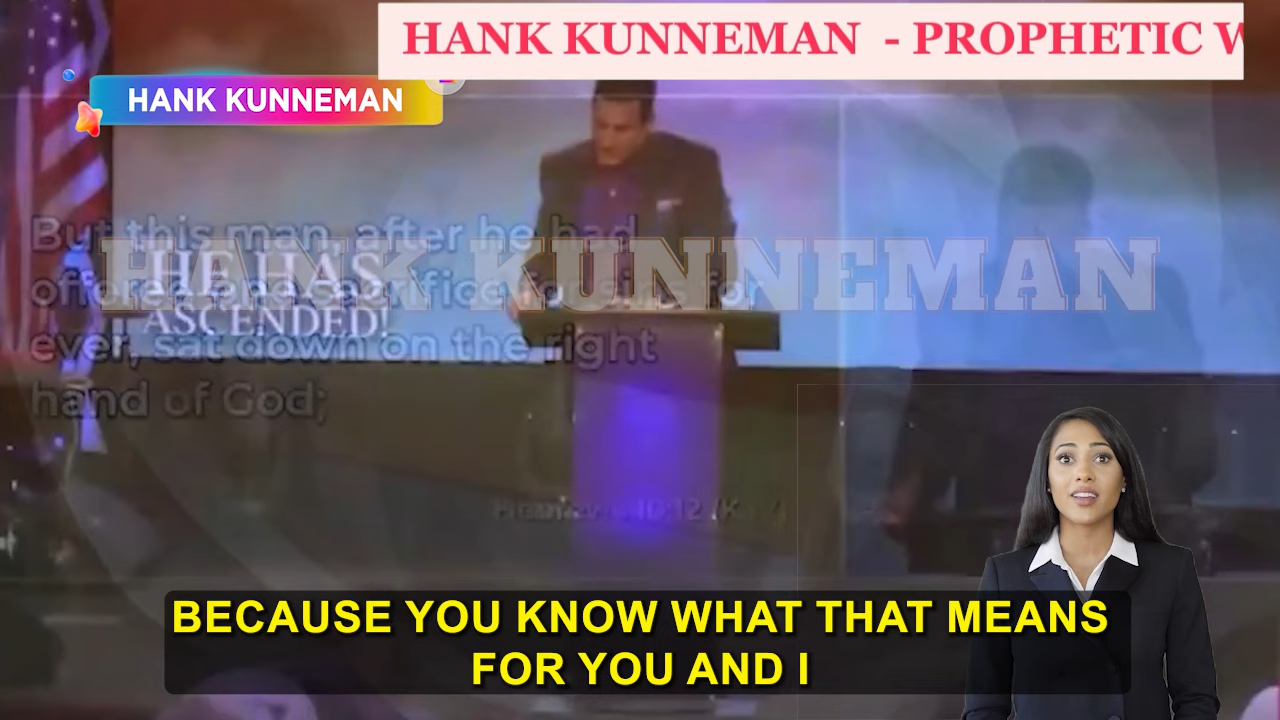 HANK KUNNEMAN - PROPHETIC W
HANK KUNNEMAN
HANK KUNNEMAN
But this man, after he had
offered one sacrifice for sins for
ever, sat down on the right
hand of God;
HE HAS
ASCENDED!
10:12
BECAUSE YOU KNOW WHAT THAT MEANS
FOR YOU AND I